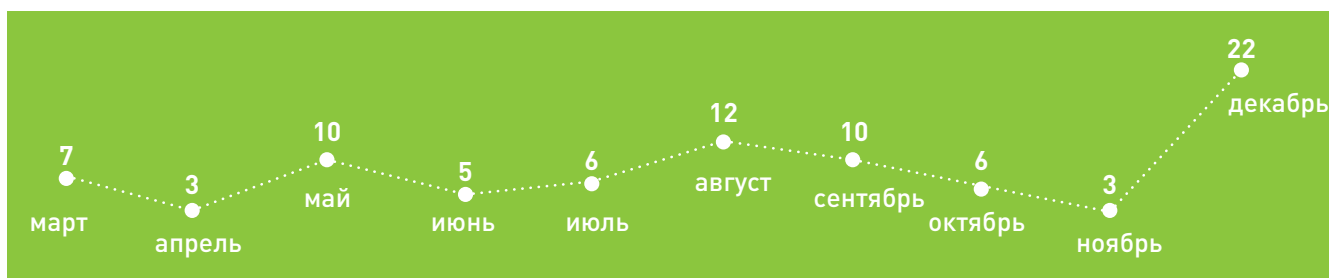 7
март
3
апрель
10
май
5
июнь
6
июль
12
август
10
сентябрь
6
октябрь
3
ноябрь
22
декабрь